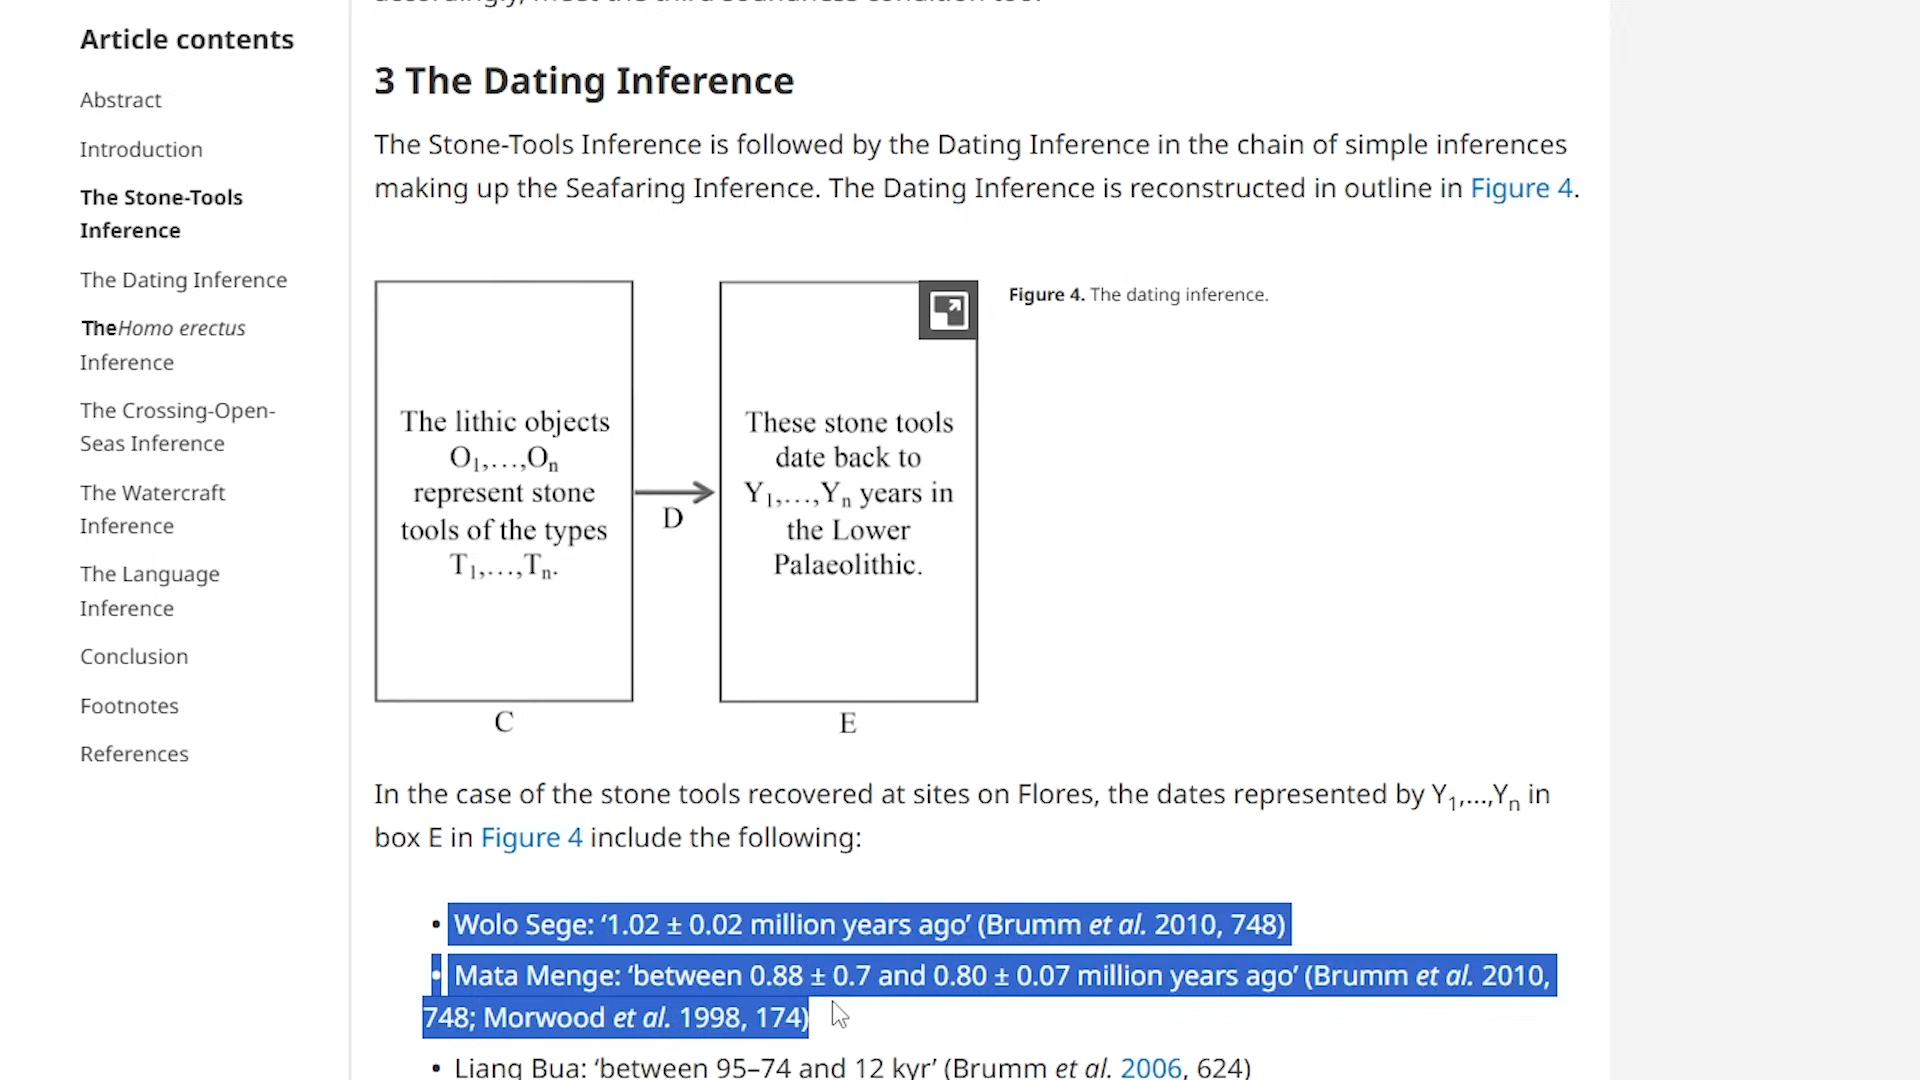 Article contents
Abstract
Introduction
The Stone-Tools
Inference
The Dating Inference
The Homo erectus
Inference
The Crossing-Open-
Seas Inference
The Watercraft
Inference
The Language
Inference
Conclusion
Footnotes
References
accordingly, meet the third soundness condition too.
3 The Dating Inference
The Stone-Tools Inference is followed by the Dating Inference in the chain of simple inferences
making up the Seafaring Inference. The Dating Inference is reconstructed in outline in Figure 4.
The lithic objects
O1,…,On
represent stone
tools of the types
T1,…,Tn.
C
D
These stone tools
date back to
Y1,…,Yn years in
the Lower
Palaeolithic.
E
Figure 4. The dating inference.
In the case of the stone tools recovered at sites on Flores, the dates represented by Y1,…,Yn in
box E in Figure 4 include the following:
• Wolo Sege: ‘1.02 ± 0.02 million years ago’ (Brumm et al. 2010, 748)
• Mata Menge: ‘between 0.88 ± 0.7 and 0.80 ± 0.07 million years ago’ (Brumm et al. 2010,
748; Morwood et al. 1998, 174)
• Liang Bua: ‘between 95–74 and 12 kyr’ (Brumm et al. 2006, 624)